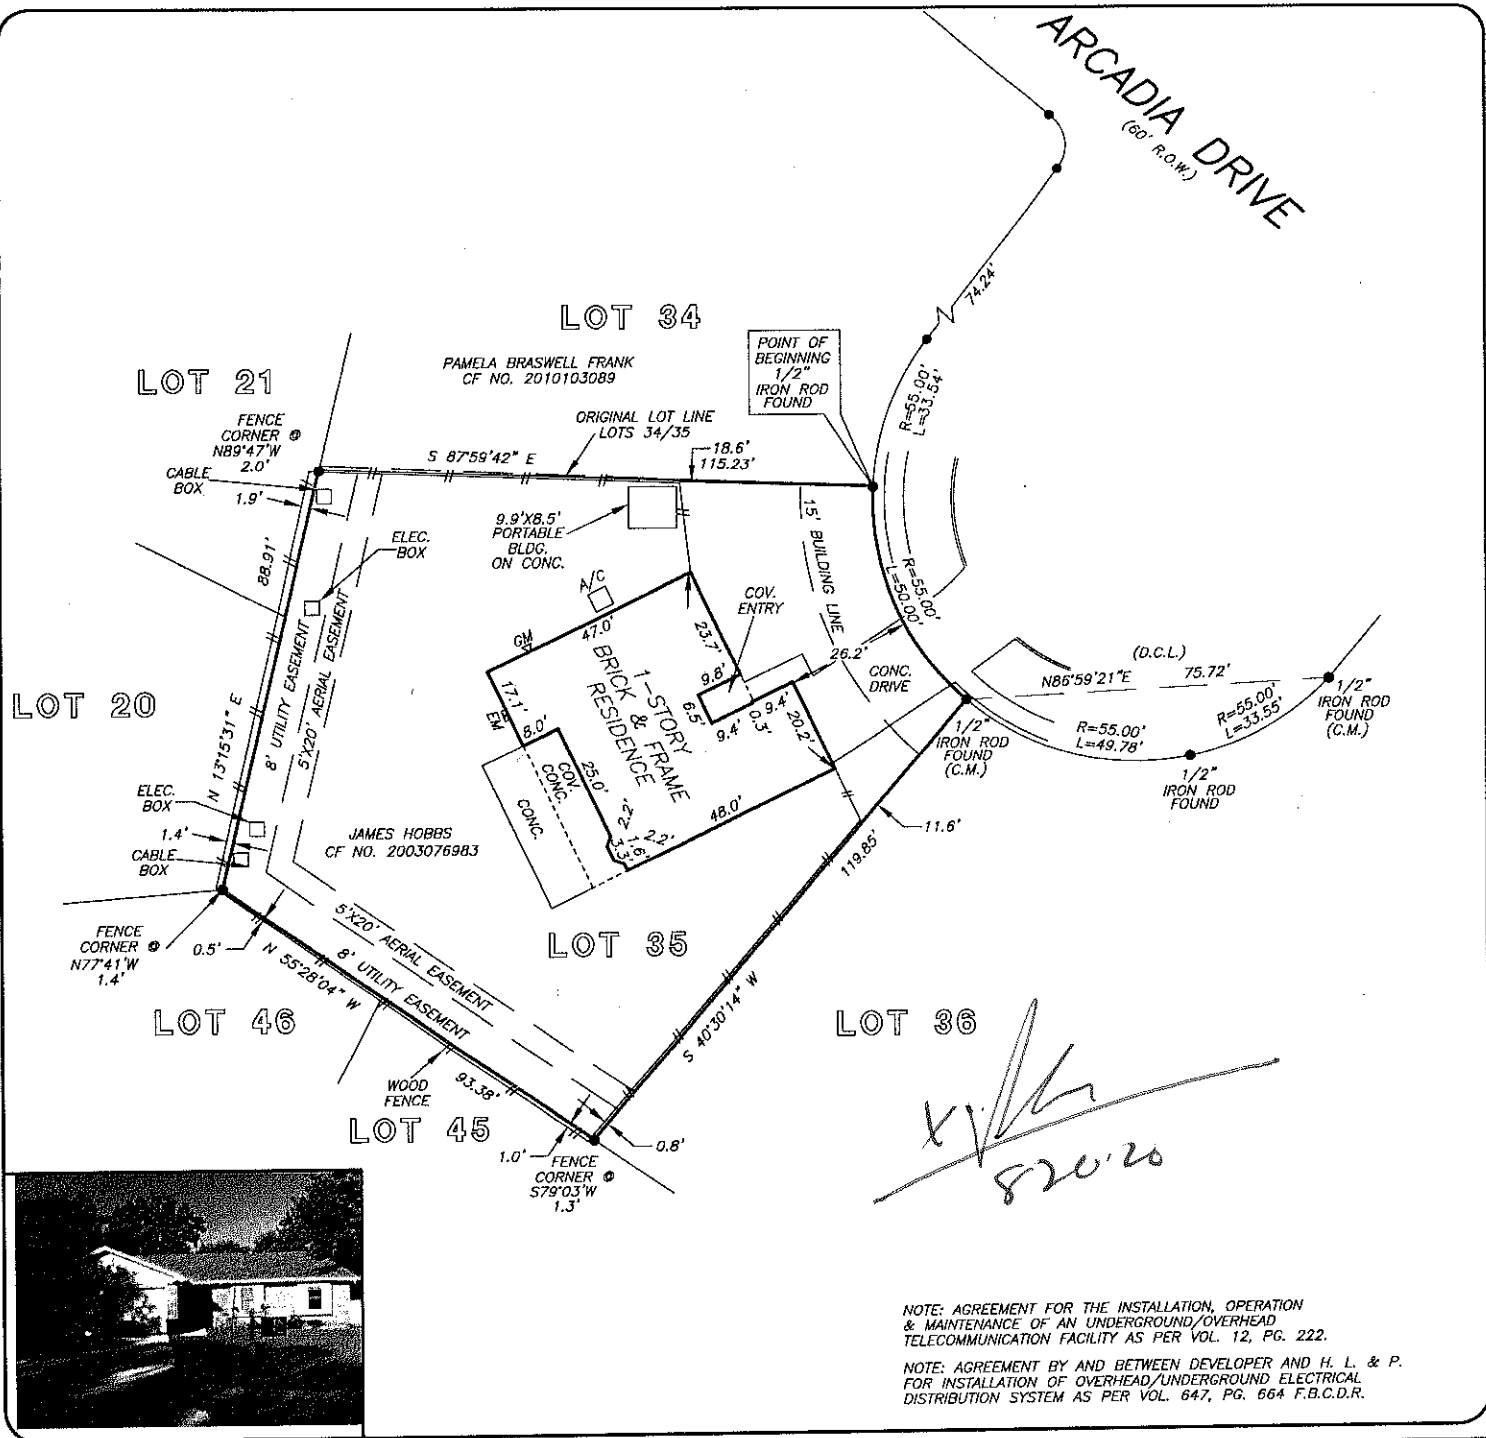 ARCADIA DRIVE
(60' R.O.W.)
74.24'
LOT 34
PAMELA BRASWELL FRANK
CF NO. 2010103089
POINT OF
BEGINNING
1/2"
IRON ROD
FOUND
R=55.00'
L=33.54'
LOT 21
FENCE
CORNER @
N89°47'W
2.0'
CABLE
BOX
1.9'
ORIGINAL LOT LINE
LOTS 34/35
S 87°59'42" E
18.6'
115.23'
9.9'X8.5'
PORTABLE
BLDG.
ON CONC.
ELEC.
BOX
15' BUILDING LINE
R=55.00'
L=50.00'
88.91'
A/C
COV.
ENTRY
GM
47.0'
23.7'
26.2'
CONC.
DRIVE
(D.C.L.)
N86°59'21"E 75.72'
1/2"
IRON ROD
FOUND
(C.M.)
R=55.00'
L=33.55'
R=55.00'
L=49.78'
1/2"
IRON ROD
FOUND
1/2"
IRON ROD
FOUND
(C.M.)
LOT 20
N 13°15'31" E
8' UTILITY EASEMENT
5'X20' AERIAL EASEMENT
17.1'
EM
8.0'
1-STORY
BRICK & FRAME
RESIDENCE
9.8'
6.5'
9.4'
0.3'
9.4'
20.2'
COV.
CONC.
CONC.
25.0'
2.2'
2.2'
1.6'
3.3'
48.0'
11.6'
119.85'
ELEC.
BOX
1.4'
CABLE
BOX
JAMES HOBBS
CF NO. 2003076983
FENCE
CORNER @
N77°41'W
1.4'
0.5'
N 55°28'04" W
5'X20' AERIAL EASEMENT
8' UTILITY EASEMENT
LOT 35
S 40°30'14" W
LOT 46
LOT 36
WOOD
FENCE
93.38'
LOT 45
1.0'
FENCE
CORNER @
S79°03'W
1.3'
0.8'
X
8 20 20
NOTE: AGREEMENT FOR THE INSTALLATION, OPERATION
& MAINTENANCE OF AN UNDERGROUND/OVERHEAD
TELECOMMUNICATION FACILITY AS PER VOL. 12, PG. 222.
NOTE: AGREEMENT BY AND BETWEEN DEVELOPER AND H. L. & P.
FOR INSTALLATION OF OVERHEAD/UNDERGROUND ELECTRICAL
DISTRIBUTION SYSTEM AS PER VOL. 647, PG. 664 F.B.C.D.R.